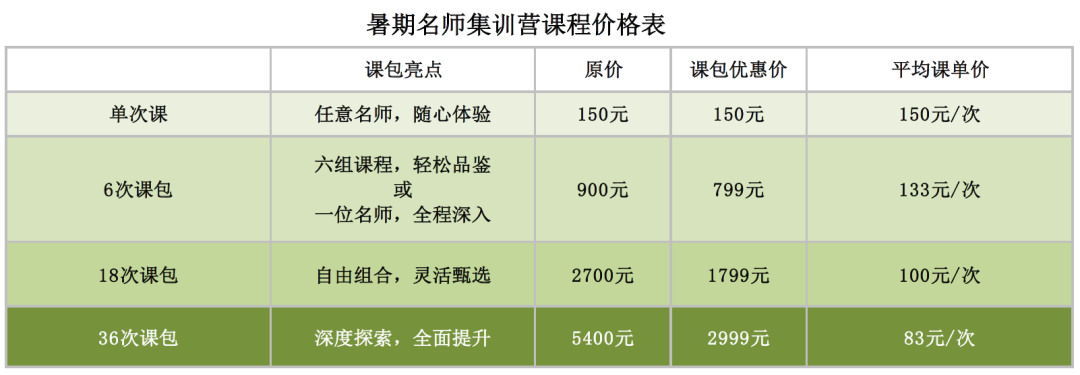 暑期名师集训营课程价格表
课包亮点 原价 课包优惠价 平均课单价
单次课 任意名师，随心体验 150元 150元 150元/次
六组课程，轻松品鉴
6次课包 或 900元 799元 133元/次
一位名师，全程深入
18次课包 自由组合，灵活甄选 2700元 1799元 100元/次
36次课包 深度探索，全面提升 5400元 2999元 83元/次